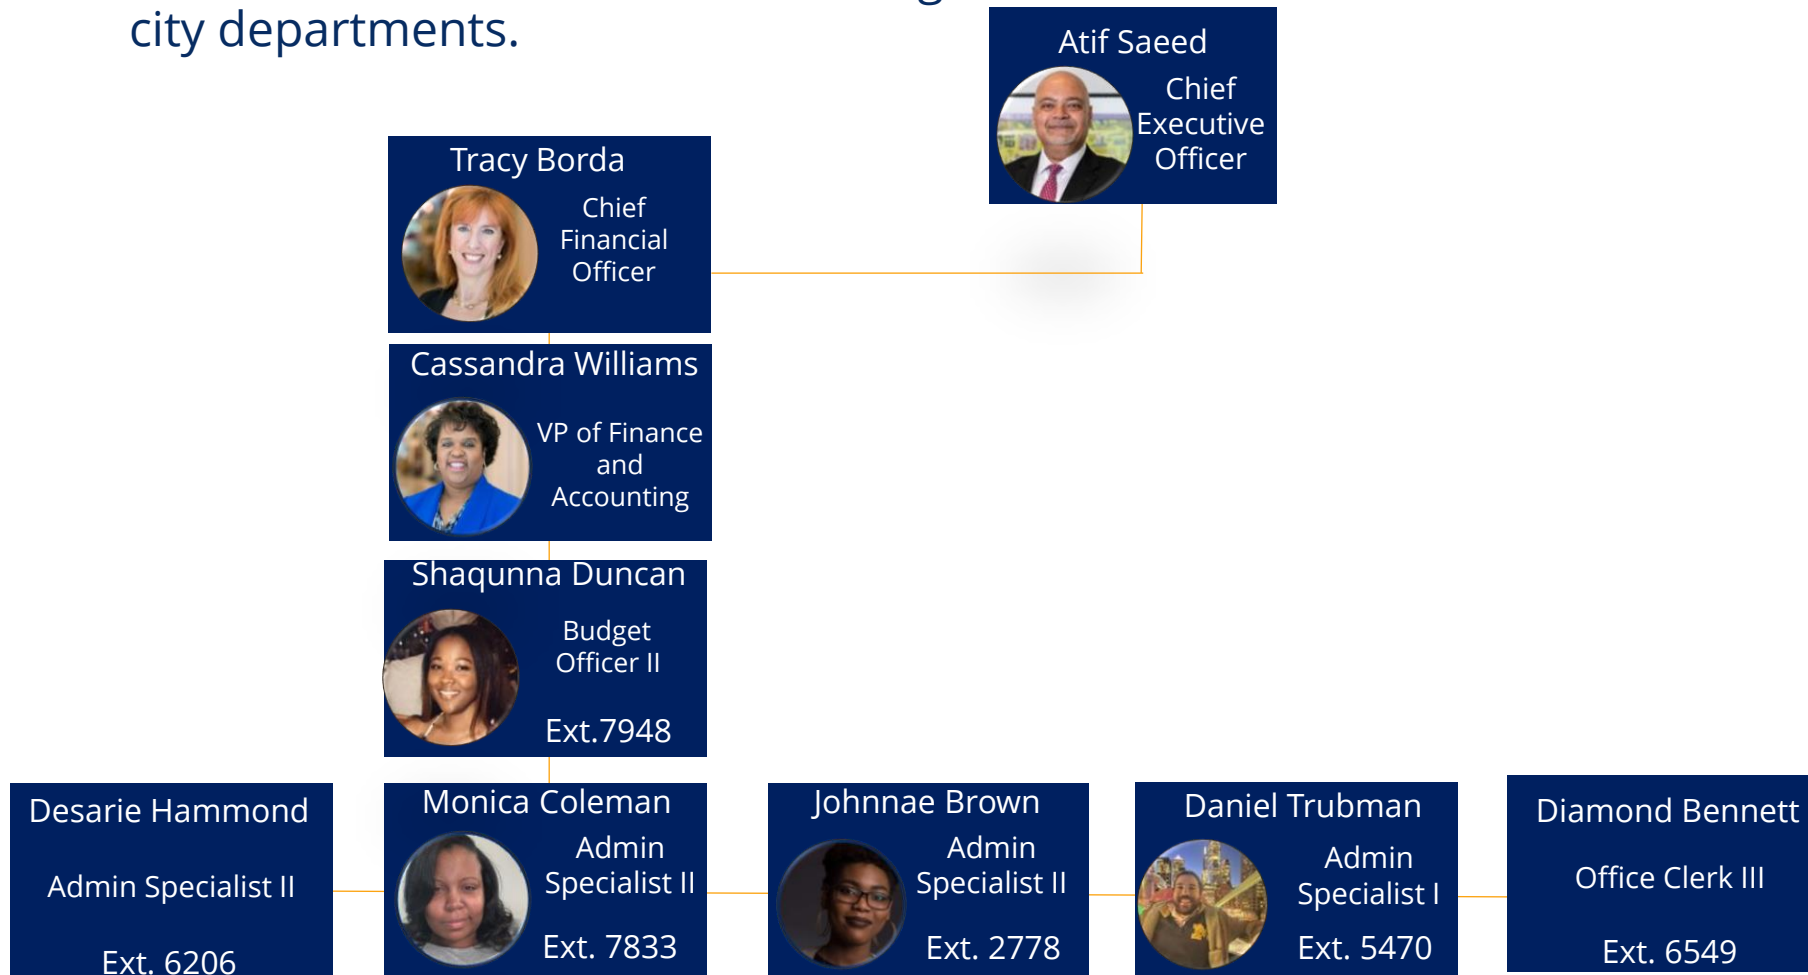 city departments.
Atif Saeed
Chief
Executive
Officer
Tracy Borda
Chief
Financial
Officer
Cassandra Williams
VP of Finance
and
Accounting
Shaqunna Duncan
Budget
Officer II
Ext.7948
Desarie Hammond
Admin Specialist II
Ext. 6206
Monica Coleman
Admin
Specialist II
Ext. 7833
Johnnae Brown
Admin
Specialist II
Ext. 2778
Daniel Trubman
Admin
Specialist I
Ext. 5470
Diamond Bennett
Office Clerk III
Ext. 6549